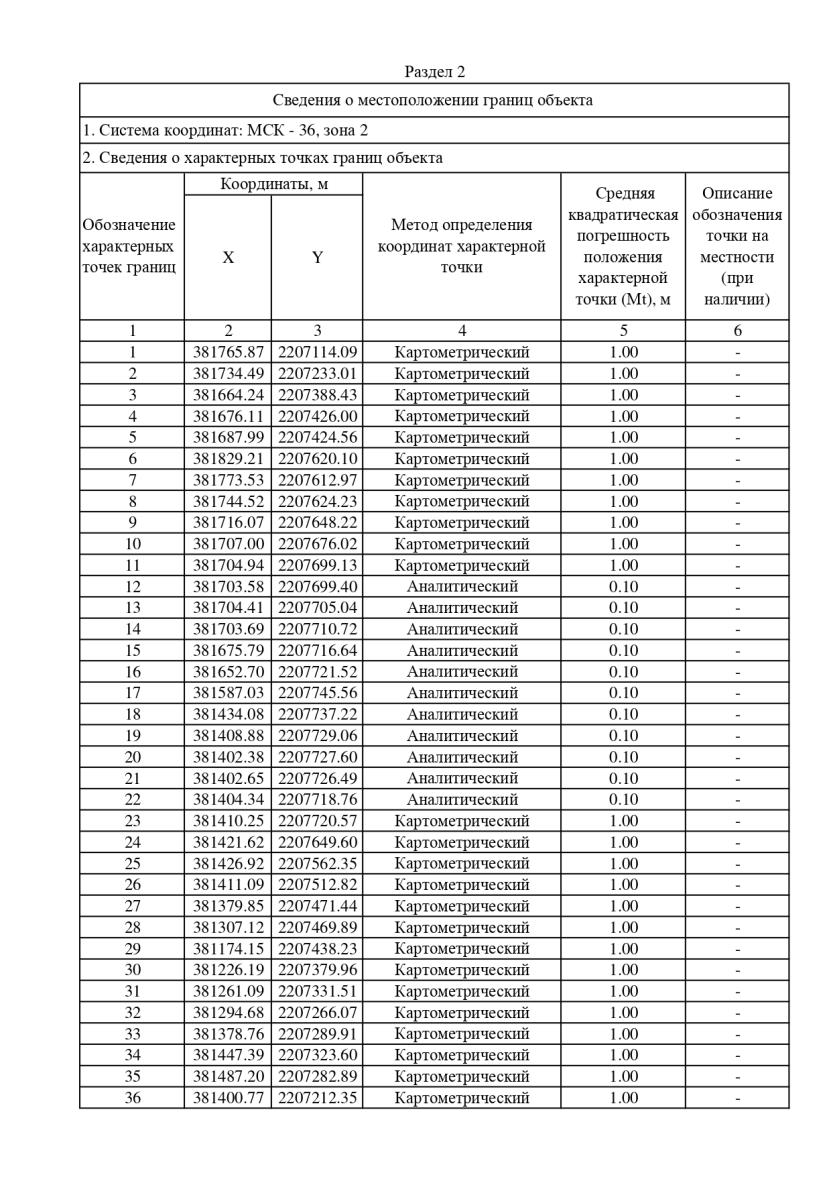 Раздел 2
Сведения о местоположении границ объекта
1. Система координат: МСК - 36, зона 2
2. Сведения о характерных точках границ объекта
Обозначение
характерных
точек границ
Координаты, м
X
Y
Метод определения
координат характерной
точки
Средняя
квадратическая
погрешность
положения
характерной
точки (Mt), м
Описание
обозначения
точки на
местности
(при
наличии)
1 2 3 4 5 6
1 381765.87 2207114.09 Картометрический 1.00 -
2 381734.49 2207233.01 Картометрический 1.00 -
3 381664.24 2207388.43 Картометрический 1.00 -
4 381676.11 2207426.00 Картометрический 1.00 -
5 381687.99 2207424.56 Картометрический 1.00 -
6 381829.21 2207620.10 Картометрический 1.00 -
7 381773.53 2207612.97 Картометрический 1.00 -
8 381744.52 2207624.23 Картометрический 1.00 -
9 381716.07 2207648.22 Картометрический 1.00 -
10 381707.00 2207676.02 Картометрический 1.00 -
11 381704.94 2207699.13 Картометрический 1.00 -
12 381703.58 2207699.40 Аналитический 0.10 -
13 381704.41 2207705.04 Аналитический 0.10 -
14 381703.69 2207710.72 Аналитический 0.10 -
15 381675.79 2207716.64 Аналитический 0.10 -
16 381652.70 2207721.52 Аналитический 0.10 -
17 381587.03 2207745.56 Аналитический 0.10 -
18 381434.08 2207737.22 Аналитический 0.10 -
19 381408.88 2207729.06 Аналитический 0.10 -
20 381402.38 2207727.60 Аналитический 0.10 -
21 381402.65 2207726.49 Аналитический 0.10 -
22 381404.34 2207718.76 Аналитический 0.10 -
23 381410.25 2207720.57 Картометрический 1.00 -
24 381421.62 2207649.60 Картометрический 1.00 -
25 381426.92 2207562.35 Картометрический 1.00 -
26 381411.09 2207512.82 Картометрический 1.00 -
27 381379.85 2207471.44 Картометрический 1.00 -
28 381307.12 2207469.89 Картометрический 1.00 -
29 381174.15 2207438.23 Картометрический 1.00 -
30 381226.19 2207379.96 Картометрический 1.00 -
31 381261.09 2207331.51 Картометрический 1.00 -
32 381294.68 2207266.07 Картометрический 1.00 -
33 381378.76 2207289.91 Картометрический 1.00 -
34 381447.39 2207323.60 Картометрический 1.00 -
35 381487.20 2207282.89 Картометрический 1.00 -
36 381400.77 2207212.35 Картометрический 1.00 -